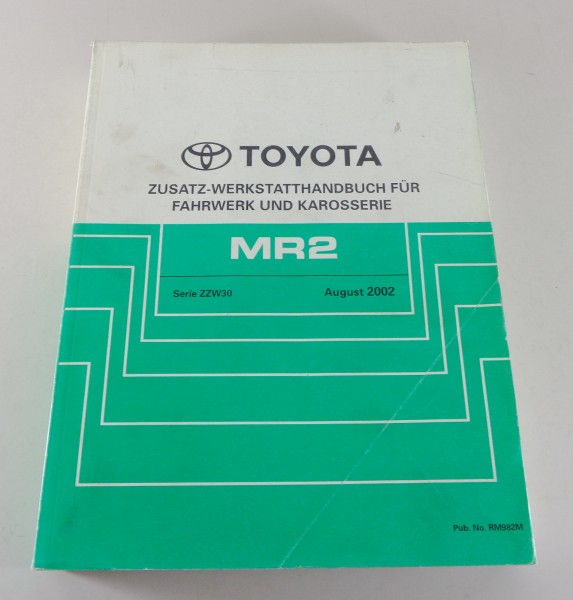 TOYOTA
ZUSATZ-WERKSTATTHANDBUCH FÜR
FAHRWERK UND KAROSSERIE
MR2
Serie ZZW30 August 2002
Pub. No. RM982M